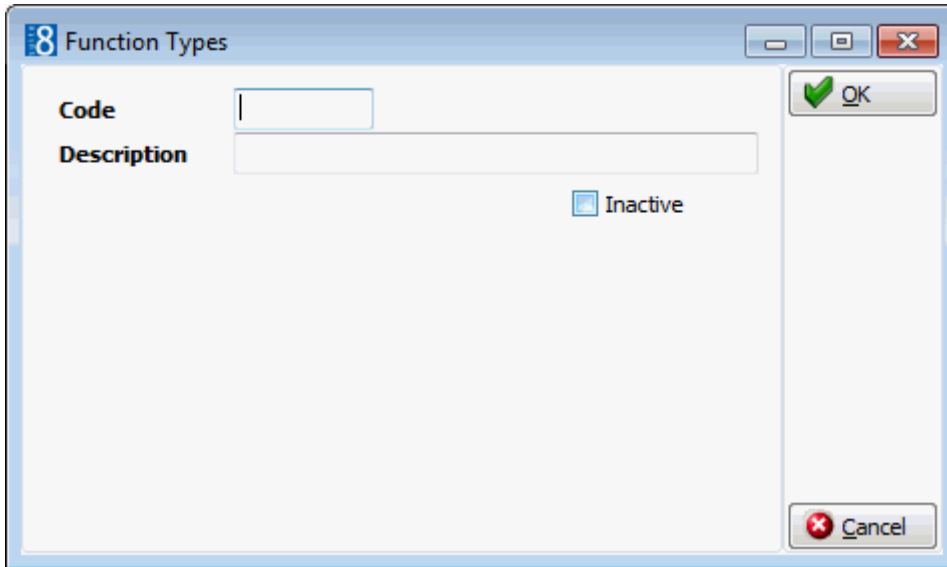 8 Function Types
Code
OK
Description
Inactive
Cancel